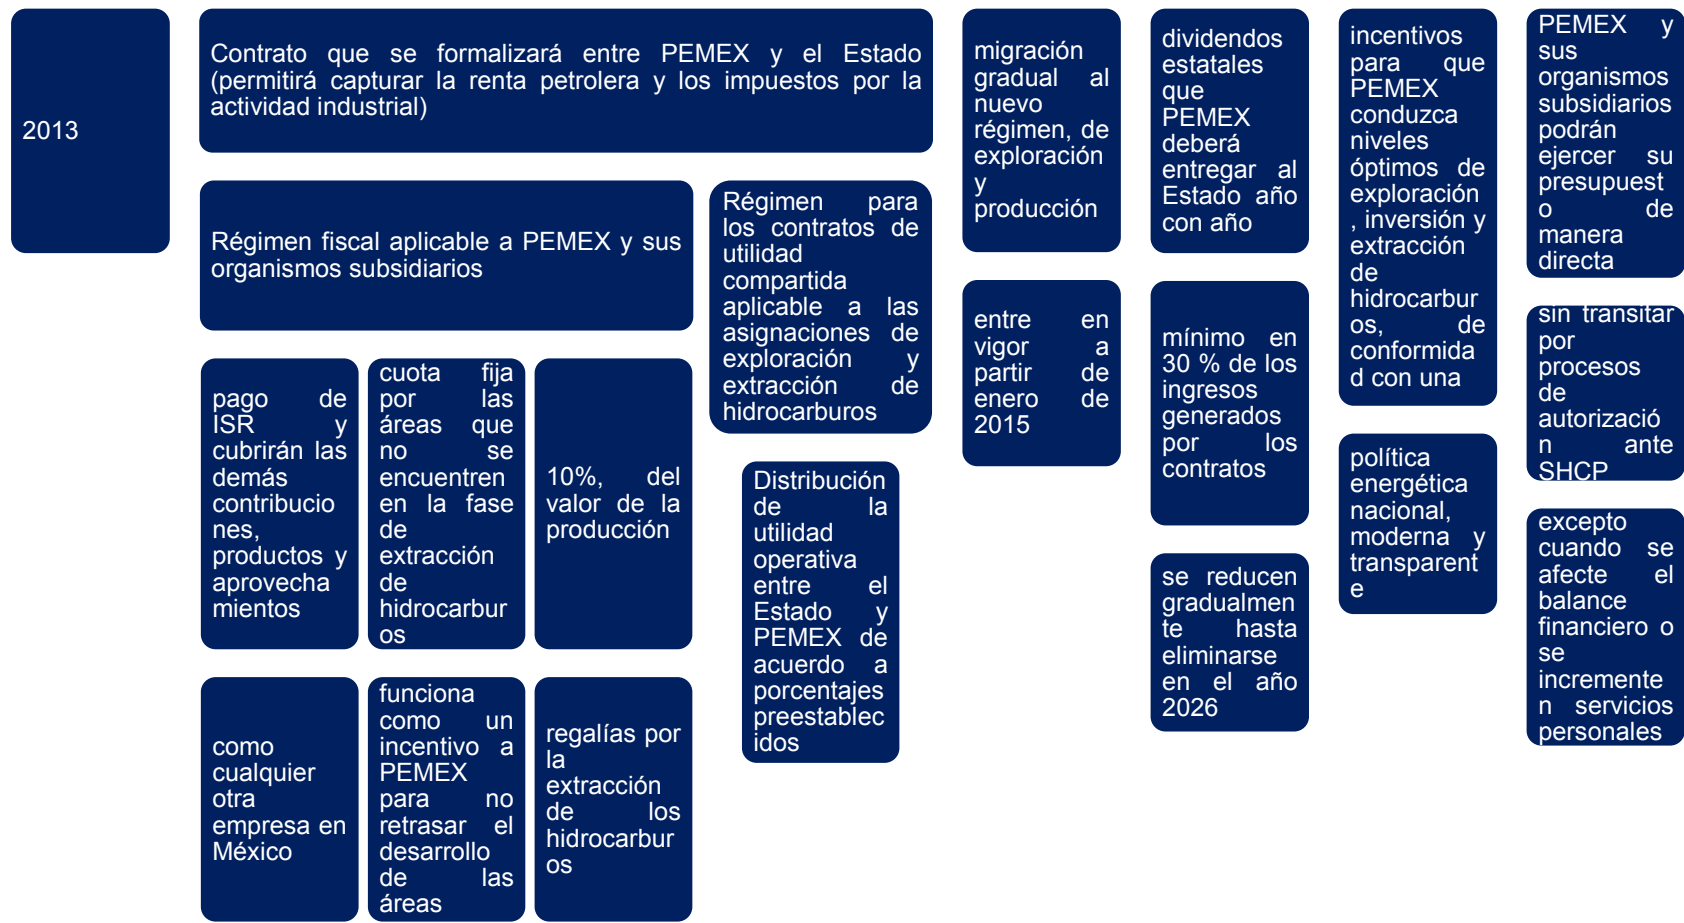 2013
Contrato que se formalizará entre PEMEX y el Estado
(permitirá capturar la renta petrolera y los impuestos por la
actividad industrial)
Régimen fiscal aplicable a PEMEX y sus
organismos subsidiarios
pago de
ISR y
cubrirán las
demás
contribucio
nes,
productos y
aprovecha
mientos
como
cualquier
otra
empresa en
México
cuota fija
por las
áreas que
no se
encuentren
en la fase
de
extracción
de
hidrocarbur
os
funciona
como un
incentivo a
PEMEX
para no
retrasar el
desarrollo
de las
áreas
10%, del
valor de la
producción
regalías por
la
extracción
de los
hidrocarbur
os
Régimen para
los contratos de
utilidad
compartida
aplicable a las
asignaciones de
exploración y
extracción de
hidrocarburos
Distribución
de la
utilidad
operativa
entre el
Estado y
PEMEX de
acuerdo a
porcentajes
preestablec
idos
migración
gradual al
nuevo
régimen, de
exploración
y
producción
entre en
vigor a
partir de
enero de
2015
dividendos
estatales
que
PEMEX
deberá
entregar al
Estado año
con año
mínimo en
30 % de los
ingresos
generados
por los
contratos
se reducen
gradualmen
te hasta
eliminarse
en el año
2026
incentivos
para que
PEMEX
conduzca
niveles
óptimos de
exploración
, inversión y
extracción
de
hidrocarbur
os, de
conformida
d con una
política
energética
nacional,
moderna y
transparent
e
PEMEX y
sus
organismos
subsidiarios
podrán
ejercer su
presupuest
o de
manera
directa
sin transitar
por
procesos
de
autorizació
n ante
SHCP
excepto
cuando se
afecte el
balance
financiero o
se
incremente
n servicios
personales